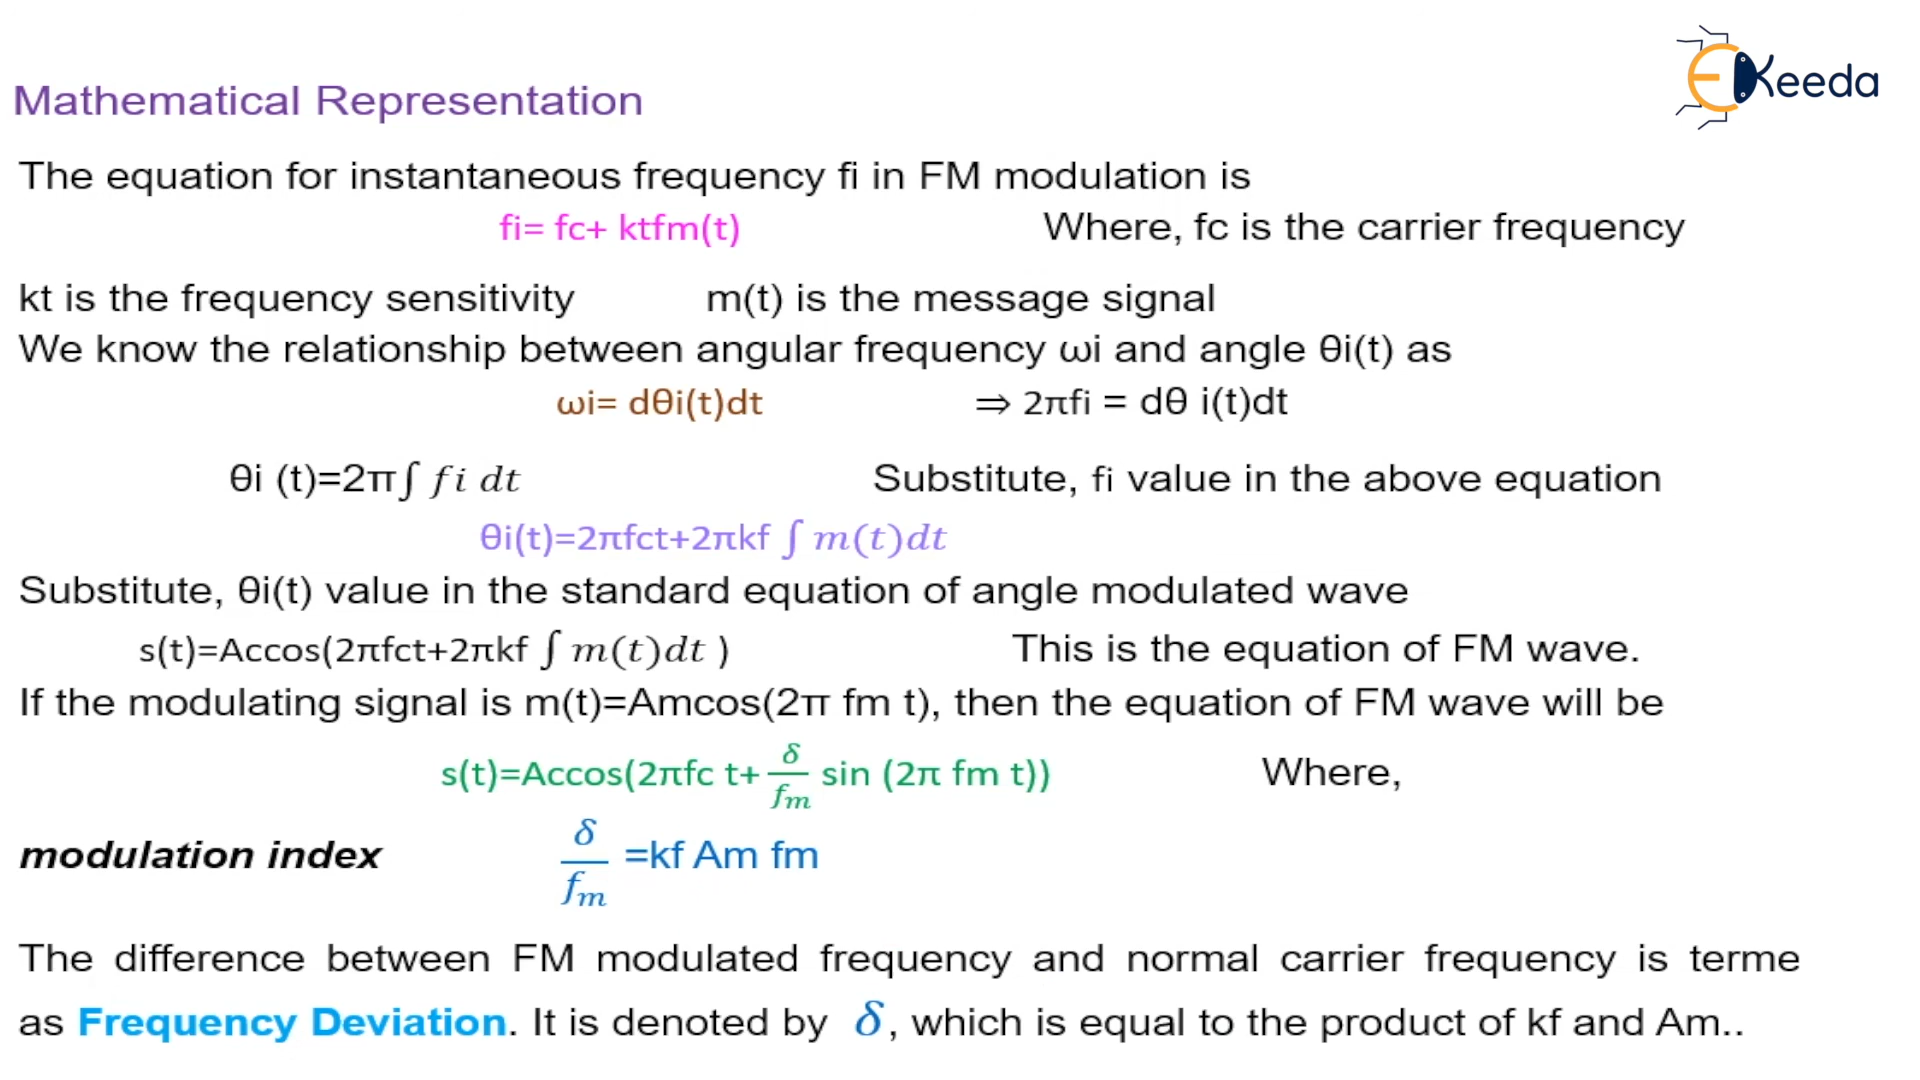 Keeda
Mathematical Representation
The equation for instantaneous frequency fi in FM modulation is
fi= fc+ ktfm(t) Where, fc is the carrier frequency
kt is the frequency sensitivity m(t) is the message signal
We know the relationship between angular frequency ωi and angle θi(t) as
ωi= dθi(t)dt ⇒ 2πfi = dθ i(t)dt
θi (t)=2π∫ fi dt Substitute, fi value in the above equation
θi(t)=2πfct+2πkf ∫ m(t)dt
Substitute, θi(t) value in the standard equation of angle modulated wave
s(t)=Accos(2πfct+2πkf ∫ m(t)dt ) This is the equation of FM wave.
If the modulating signal is m(t)=Amcos(2π fm t), then the equation of FM wave will be
s(t)=Accos(2πfc t+ δ/fm sin (2π fm t)) Where,
modulation index δ/fm =kf Am fm
The difference between FM modulated frequency and normal carrier frequency is terme
as Frequency Deviation. It is denoted by δ, which is equal to the product of kf and Am..